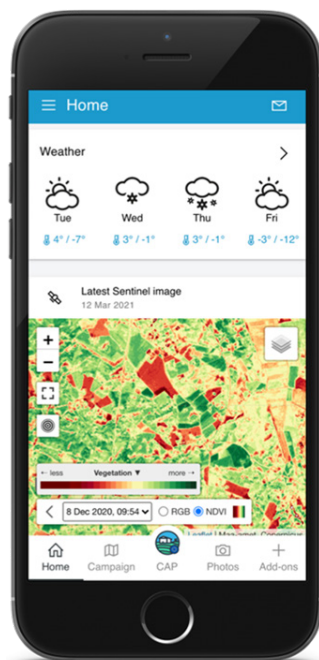 Home
Weather
Tue Wed Thu Fri
4° / -7° 3° / -1° 3° / -1° -3° / -12°
Latest Sentinel image
12 Mar 2021
+
−
← less Vegetation ▼ more →
8 Dec 2020, 09:54 RGB NDVI
Leaflet |
Home Campaign CAP Photos Add-ons